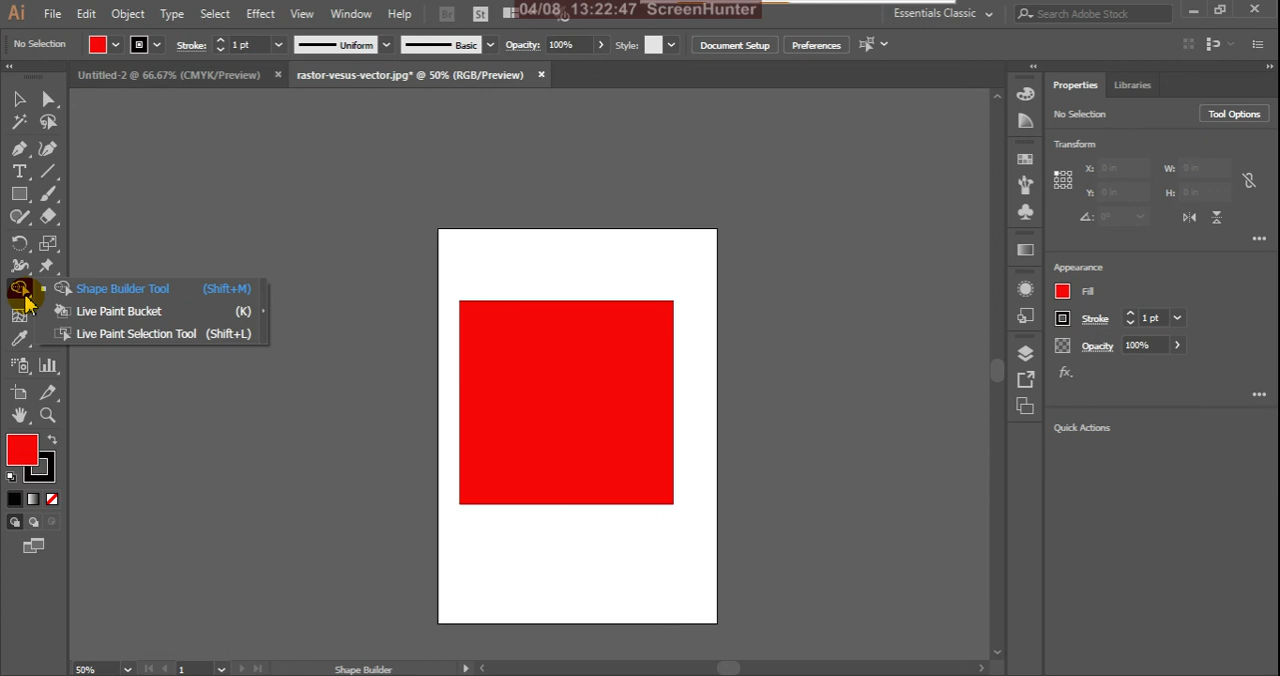 Ai File Edit Object Type Select Effect View Window Help Br St 04/08 13:22:47 ScreenHunter Essentials Classic Search Adobe Stock
No Selection Stroke: 1 pt Uniform Basic Opacity: 100% Style: Document Setup Preferences
Untitled-2 @ 66.67% (CMYK/Preview) rastor-vesus-vector.jpg* @ 50% (RGB/Preview)
Properties Libraries
No Selection Tool Options
Transform
X: 0 in W: 0 in
Y: 0 in H: 0 in
0°
Appearance
Fill
Stroke 1 pt
Opacity 100%
fx.
Quick Actions
Shape Builder Tool (Shift+M)
Live Paint Bucket (K)
Live Paint Selection Tool (Shift+L)
T
50% 1 Shape Builder